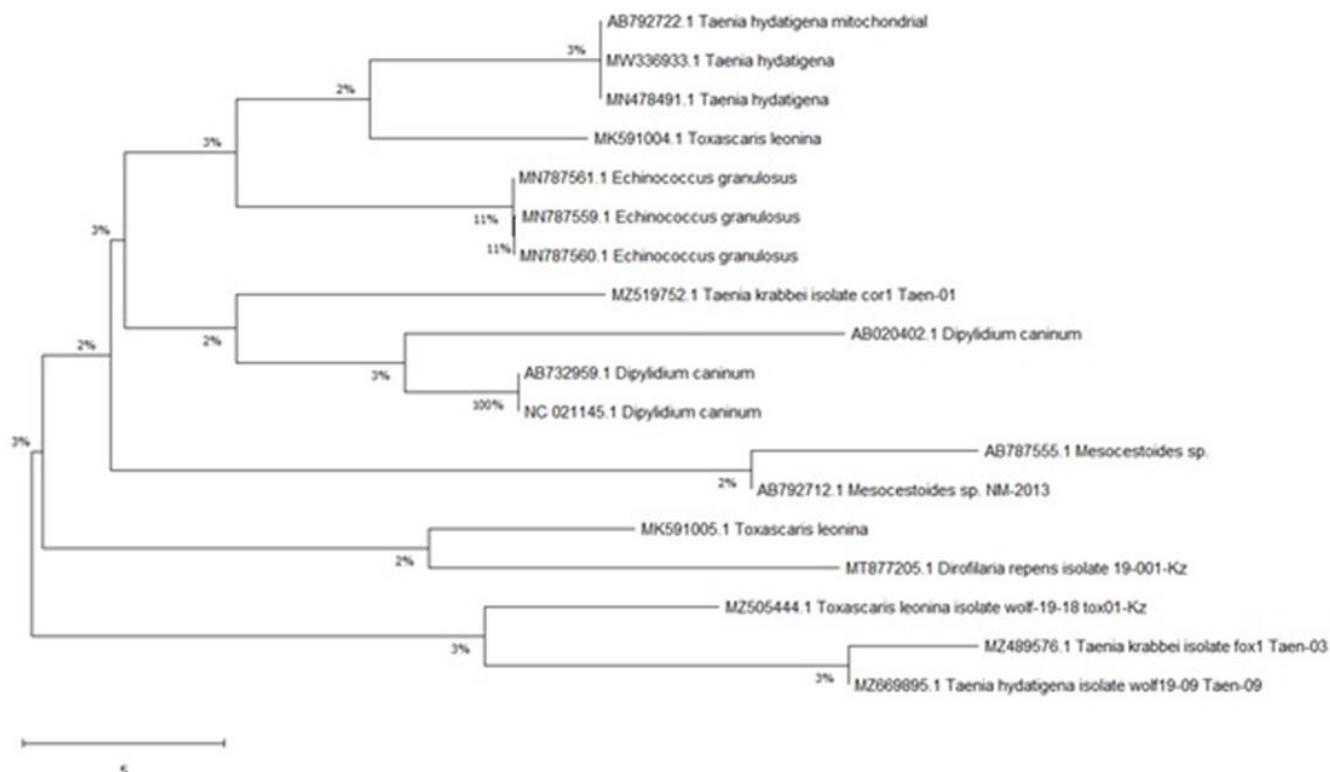 AB792722.1 Taenia hydatigena mitochondrial
3%
MW336933.1 Taenia hydatigena
2%
MN478491.1 Taenia hydatigena
MK591004.1 Toxascaris leonina
3%
MN787561.1 Echinococcus granulosus
11%
MN787559.1 Echinococcus granulosus
3%
11%
MN787560.1 Echinococcus granulosus
MZ519752.1 Taenia krabbei isolate cor1 Taen-01
AB020402.1 Dipylidium caninum
2%
2%
3%
AB732959.1 Dipylidium caninum
100%
NC 021145.1 Dipylidium caninum
3%
AB787555.1 Mesocestoides sp.
2%
AB792712.1 Mesocestoides sp. NM-2013
MK591005.1 Toxascaris leonina
2%
MT877205.1 Dirofilaria repens isolate 19-001-Kz
MZ505444.1 Toxascaris leonina isolate wolf-19-18 tox01-Kz
3%
MZ489576.1 Taenia krabbei isolate fox1 Taen-03
3%
MZ669895.1 Taenia hydatigena isolate wolf19-09 Taen-09
5